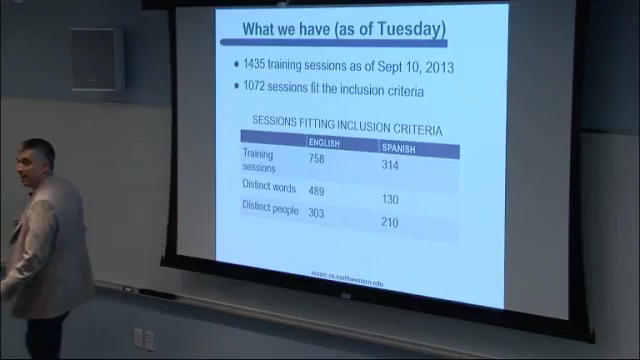 What we have (as of Tuesday)
1435 training sessions as of Sept 10, 2013
1072 sessions fit the inclusion criteria
SESSIONS FITTING INCLUSION CRITERIA
ENGLISH SPANISH
Training sessions 758 314
Distinct words 489 130
Distinct people 303 210
music.cs.southwestern.edu